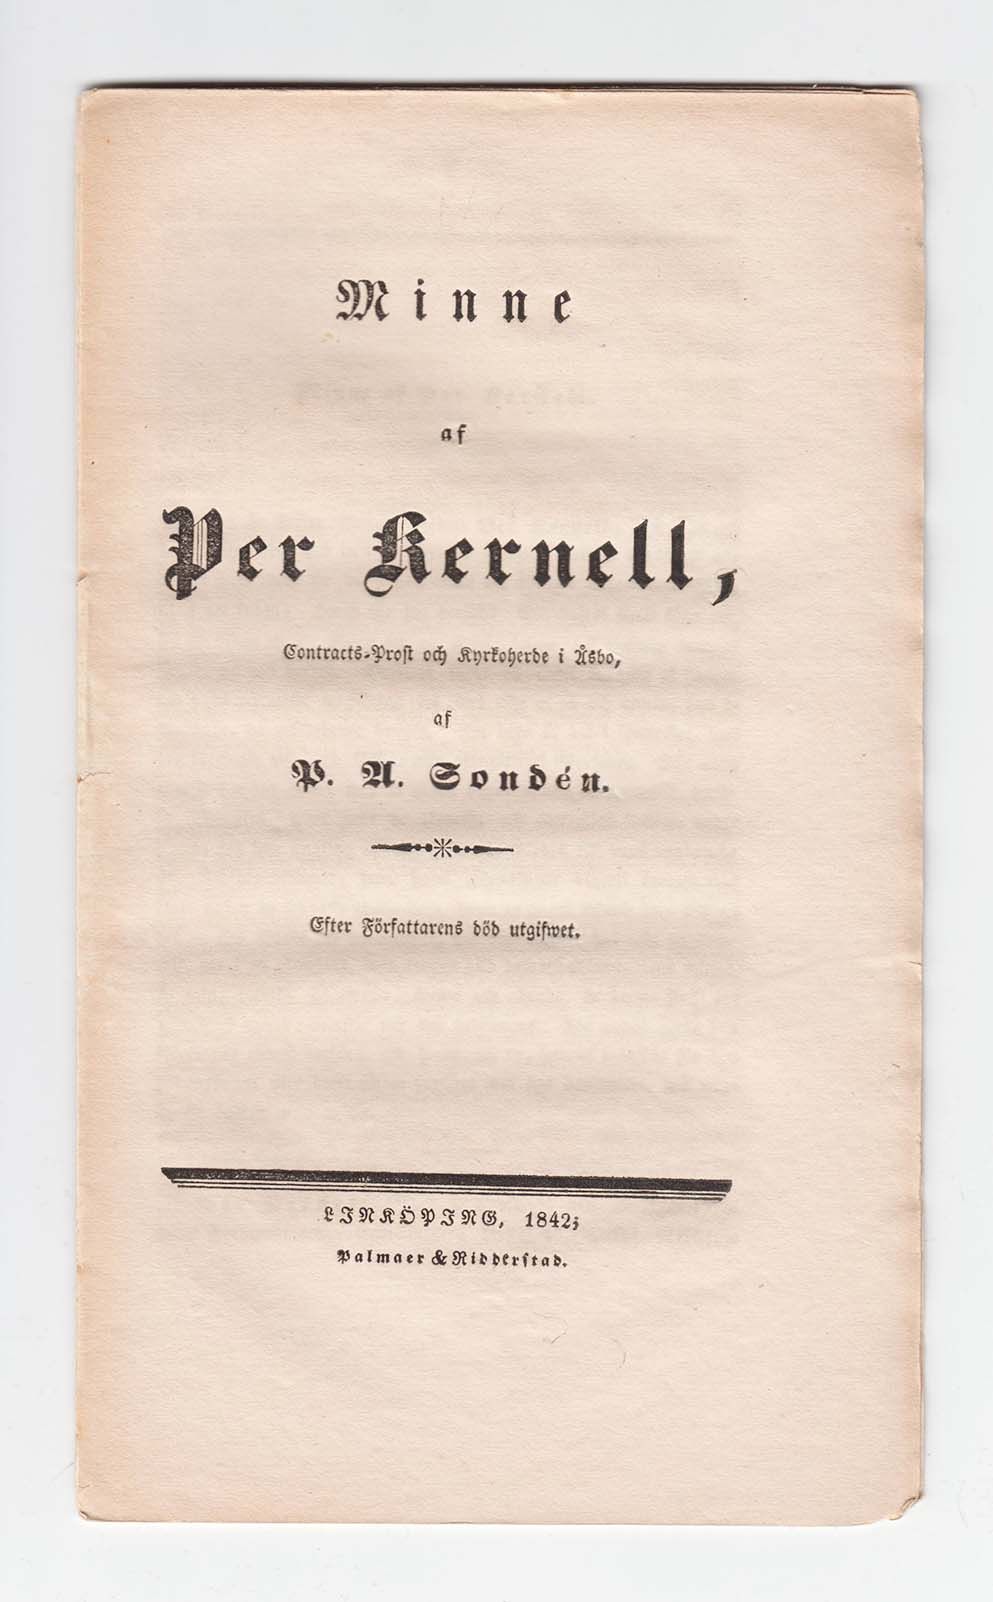 Minne
af
Per Kernell,
Contracts-Prost och Kyrkoherde i Åsbo,
af
P. A. Sondén.
Efter Författarens död utgifwet.
LINKÖPING, 1842;
Palmaer & Ridderstad.